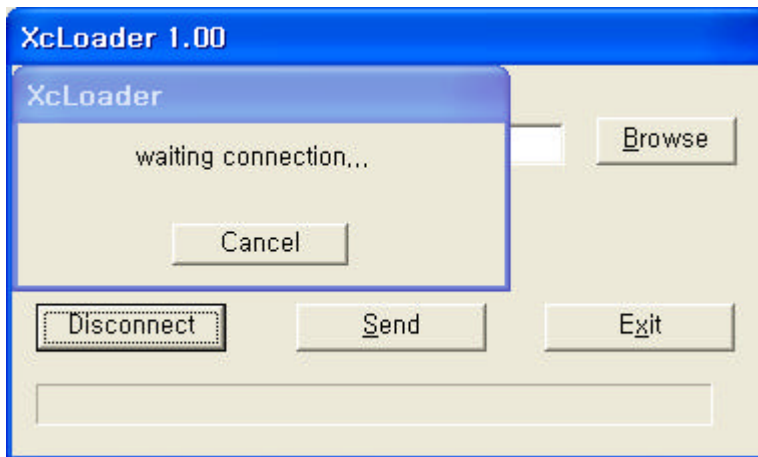 XcLoader 1.00
XcLoader
waiting connection,,,
Cancel
Browse
Disconnect
Send
Exit